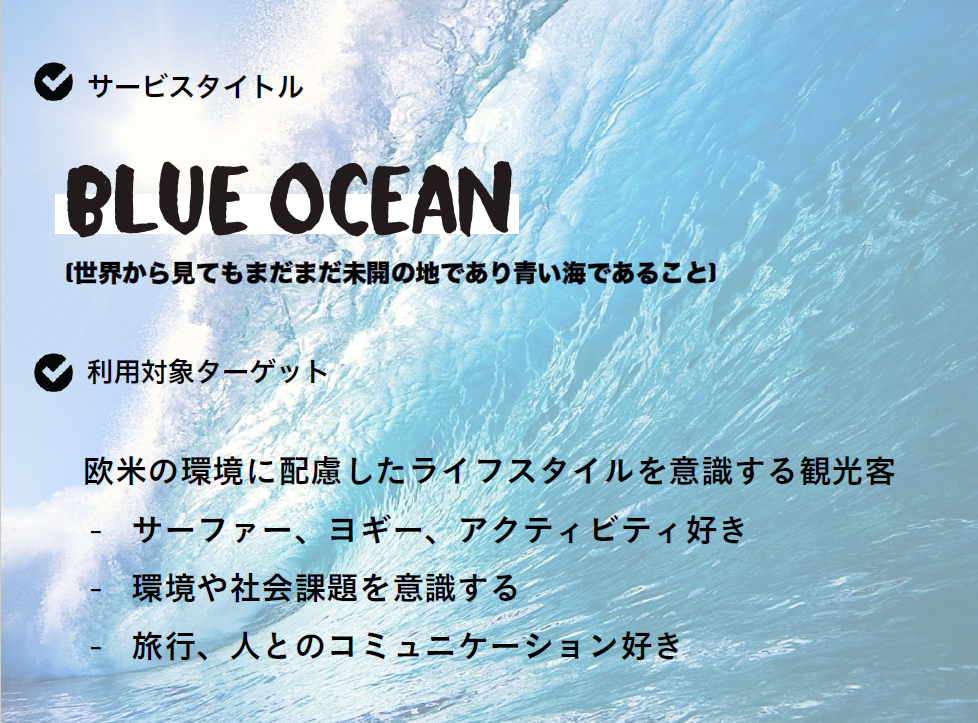 サービスタイトル
BLUE OCEAN
(世界から見てもまだまだ未開の地であり青い海であること)
利用対象ターゲット
欧米の環境に配慮したライフスタイルを意識する観光客
- サーファー、ヨギー、アクティビティ好き
- 環境や社会課題を意識する
- 旅行、人とのコミュニケーション好き